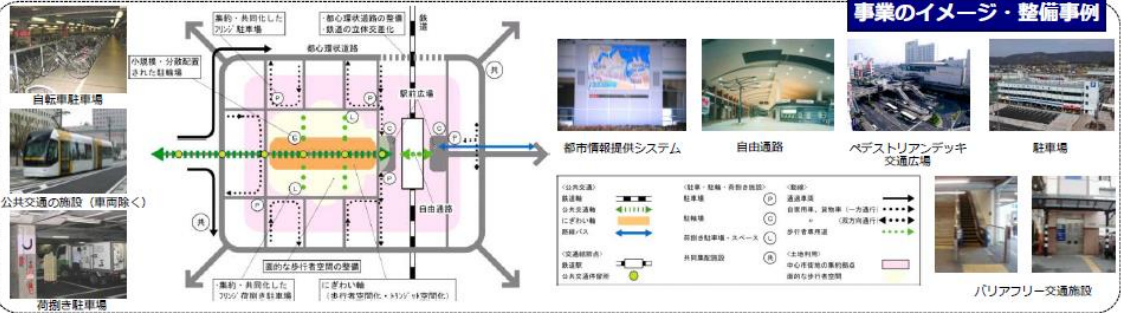 事業のイメージ・整備事例
自転車駐車場
公共交通の施設（車両除く）
荷捌き駐車場
集約・共同化した
フリンジ駐車場
・都心環状道路の整備
・鉄道の立体交差化
鉄道
都心環状道路
小規模・分散配置
された駐輪場
駅前広場
自由通路
面的な歩行者空間の整備
・集約・共同化した
フリンジ荷捌き駐車場
にぎわい軸
（歩行者空間化・トランジット空間化）
共
共
P
P
P
P
P
P
L
L
C
C
C
都市情報提供システム
自由通路
ペデストリアンデッキ
交通広場
駐車場
バリアフリー交通施設
<公共交通>
鉄道軸
公共交通軸
にぎわい軸
路線バス
<交通結節点>
鉄道駅
公共交通停留所
<駐車・駐輪・荷捌き施設>
駐車場 P
駐輪場 C
荷捌き駐車場・スペース L
共同集配施設 共
<動線>
通過車両
自家用車、貨物車（一方通行）
〃（双方向通行）
歩行者専用道
<土地利用>
中心市街地の集約拠点
面的な歩行者空間